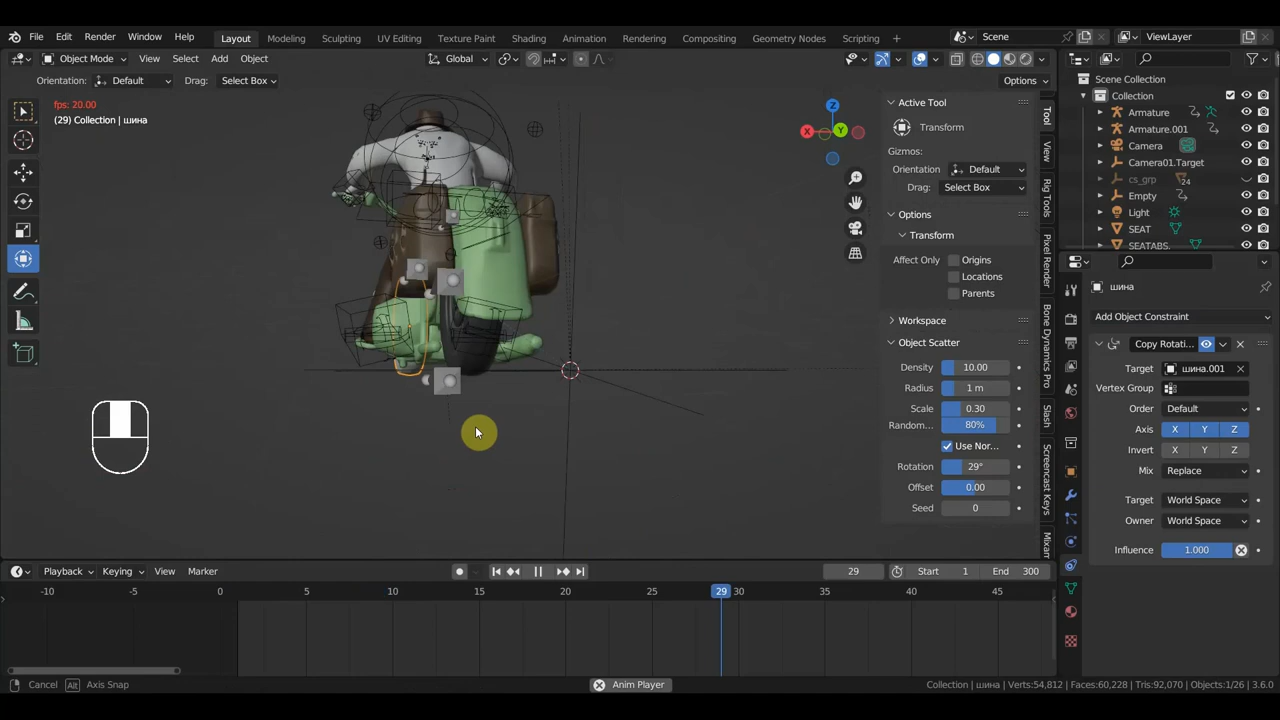 File Edit Render Window Help Layout Modeling Sculpting UV Editing Texture Paint Shading Animation Rendering Compositing Geometry Nodes Scripting + Scene ViewLayer
Object Mode View Select Add Object Global
Orientation: Default Drag: Select Box Options
fps: 20.00
(29) Collection | шина
X Y Z
Active Tool
Transform
Gizmos:
Orientation Default
Drag: Select Box
Options
Transform
Affect Only Origins
Locations
Parents
Workspace
Object Scatter
Density 10.00
Radius 1 m
Scale 0.30
Random... 80%
Use Nor...
Rotation 29°
Offset 0.00
Seed 0
Tool
View
Rig Tools
Pixel Render
Bone Dynamics Pro
Slash
Screencast Keys
Mixam
Scene Collection
Collection
Armature
Armature.001
Camera
Camera01.Target
cs_grp 24
Empty
Light
SEAT
SEATABS.
шина
Add Object Constraint
Copy Rotati...
Target шина.001
Vertex Group
Order Default
Axis X Y Z
Invert X Y Z
Mix Replace
Target World Space
Owner World Space
Influence 1.000
Playback Keying View Marker 29 Start 1 End 300
-10 -5 5 10 15 20 25 29 30 35 40 45
Cancel Alt Axis Snap Anim Player Collection | шина | Verts:54,812 | Faces:60,228 | Tris:92,070 | Objects:1/26 | 3.6.0